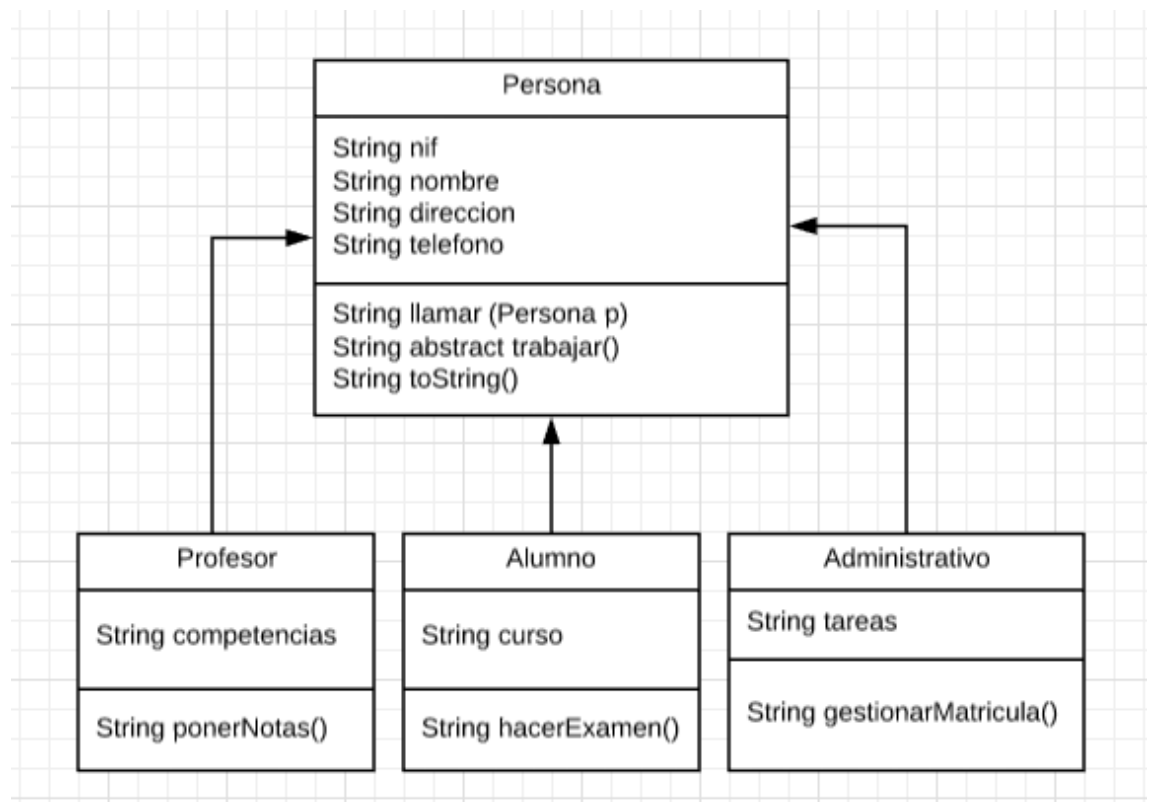 Persona
String nif
String nombre
String direccion
String telefono
String llamar (Persona p)
String abstract trabajar()
String toString()
Profesor
String competencias
String ponerNotas()
Alumno
String curso
String hacerExamen()
Administrativo
String tareas
String gestionarMatricula()